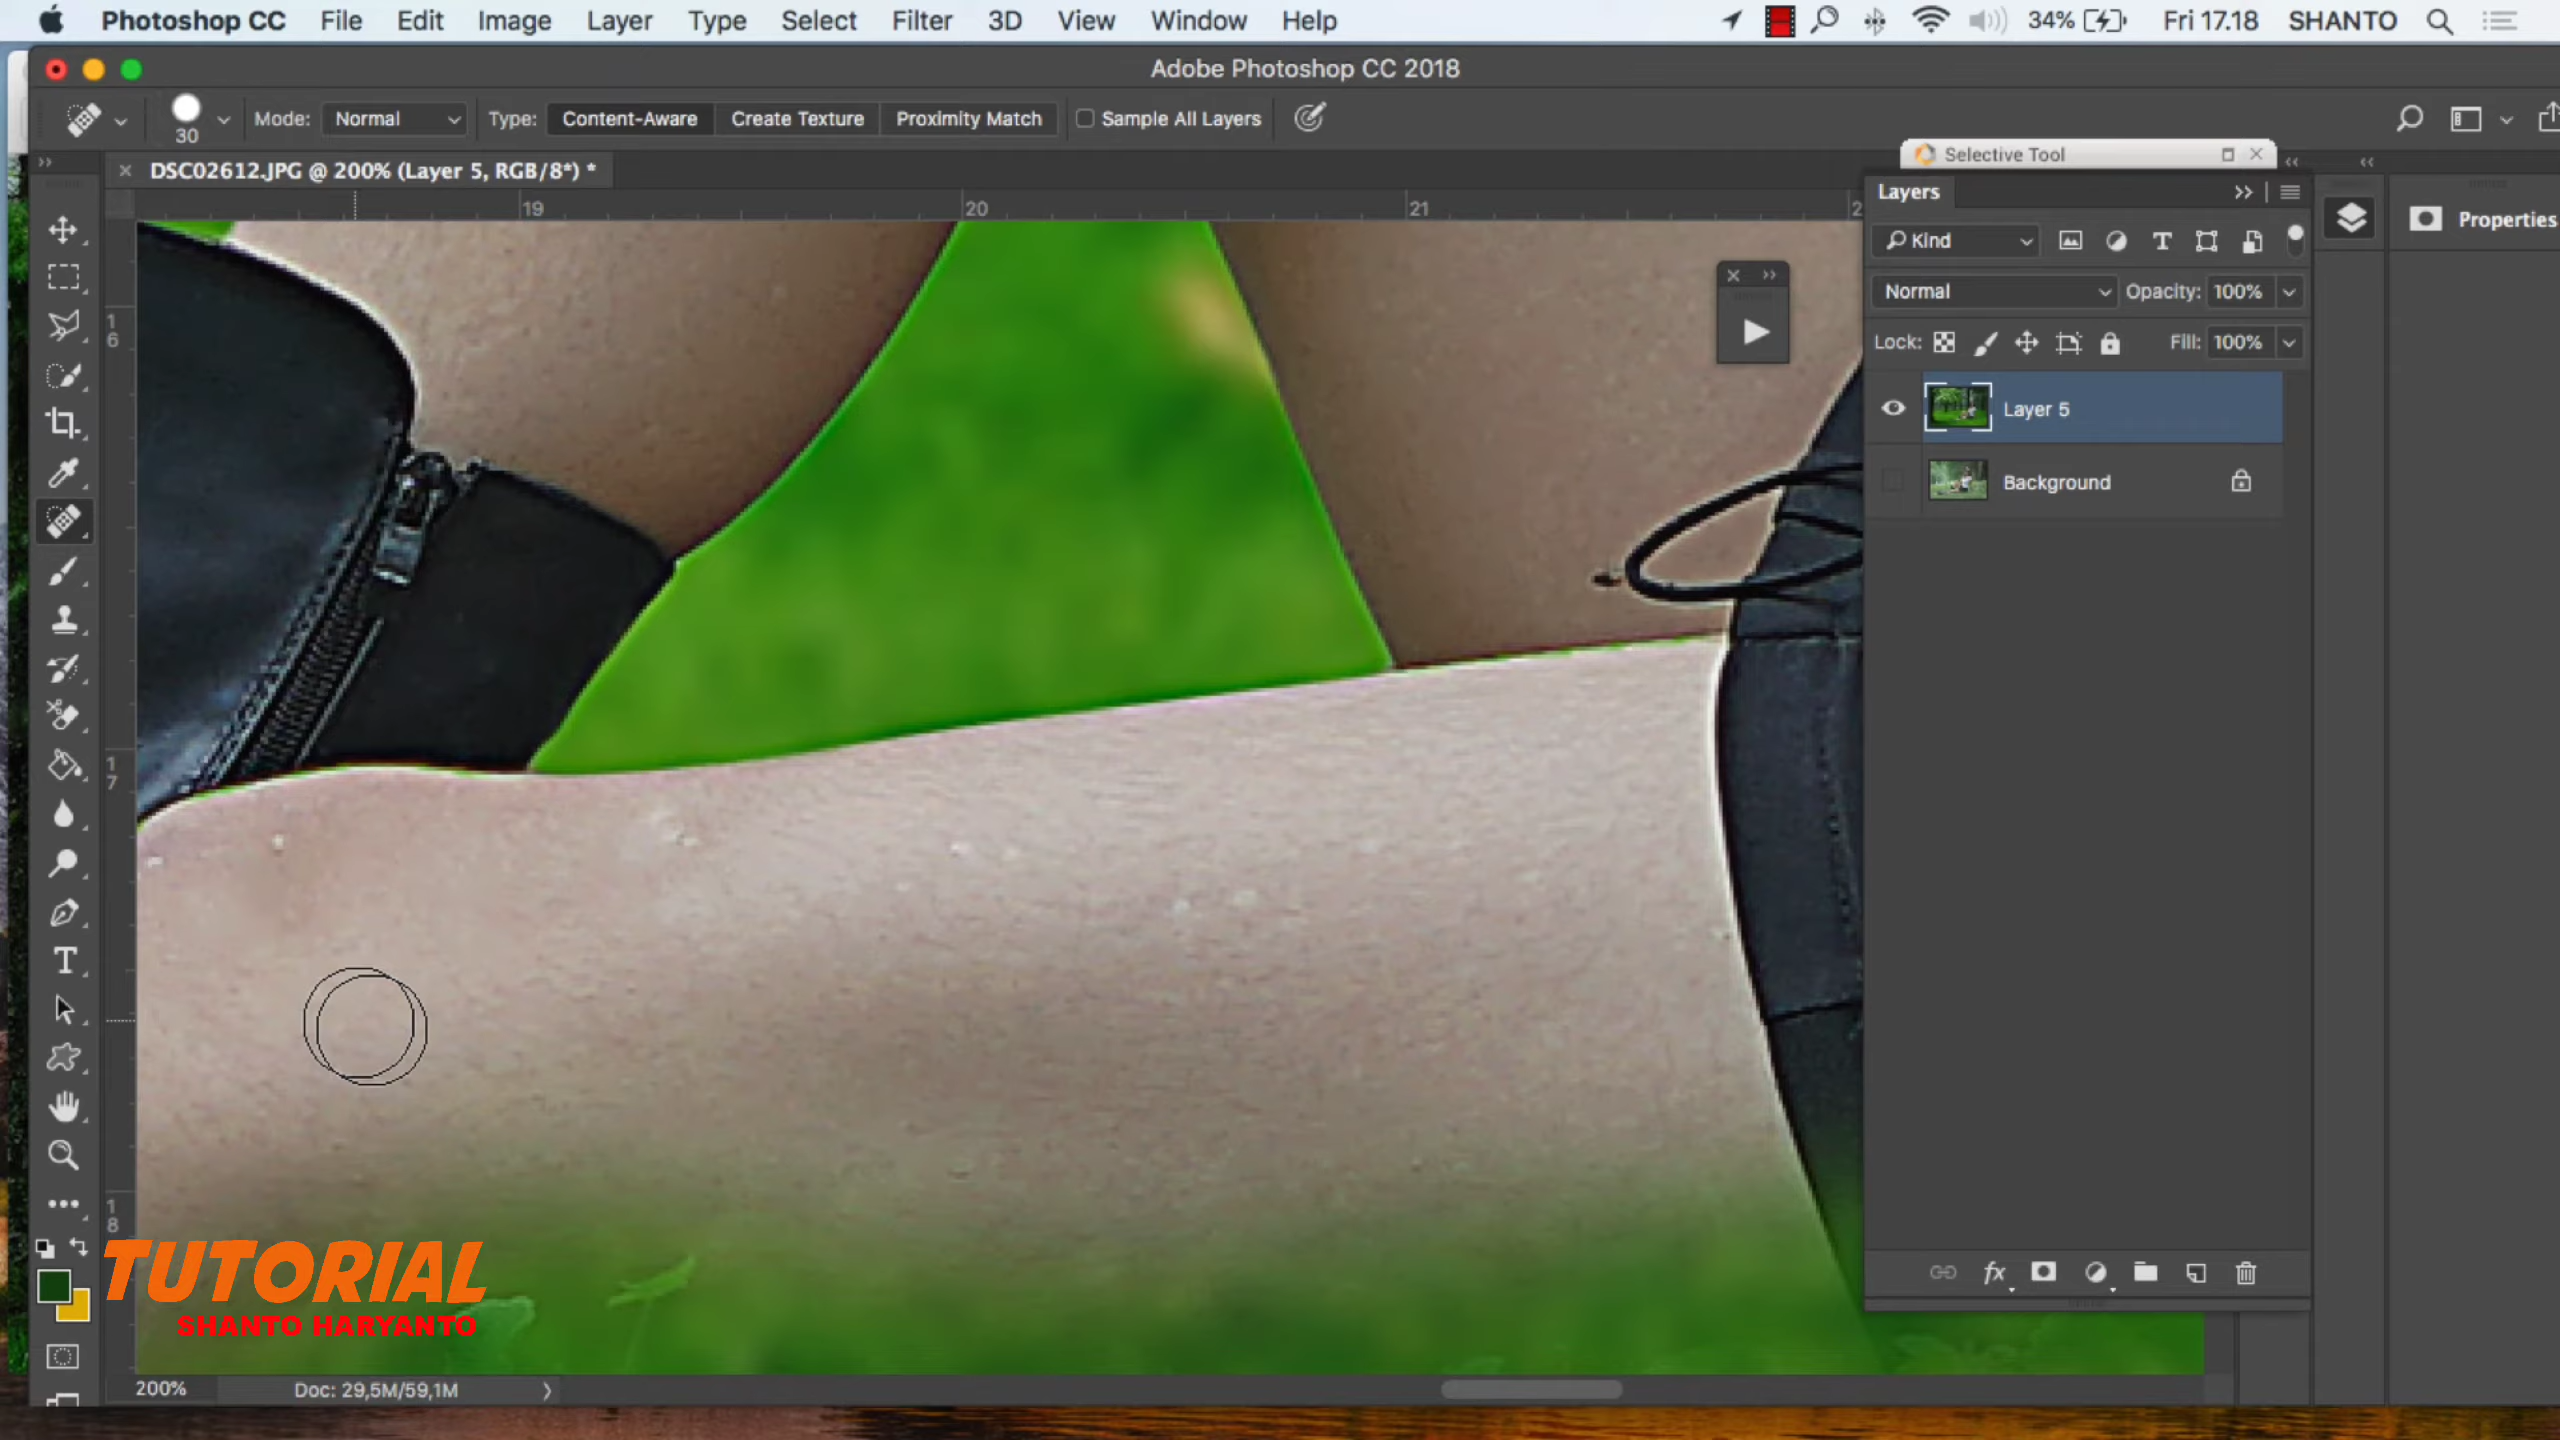 Photoshop CC File Edit Image Layer Type Select Filter 3D View Window Help 34% Fri 17.18 SHANTO
Adobe Photoshop CC 2018
30 Mode: Normal Type: Content-Aware Create Texture Proximity Match Sample All Layers
Selective Tool
DSC02612.JPG @ 200% (Layer 5, RGB/8*) *
Layers
Properties
19 20 21 2
Kind
Normal Opacity: 100%
16
Lock: Fill: 100%
Layer 5
Background
17
18
TUTORIAL
SHANTO HARYANTO
200% Doc: 29,5M/59,1M